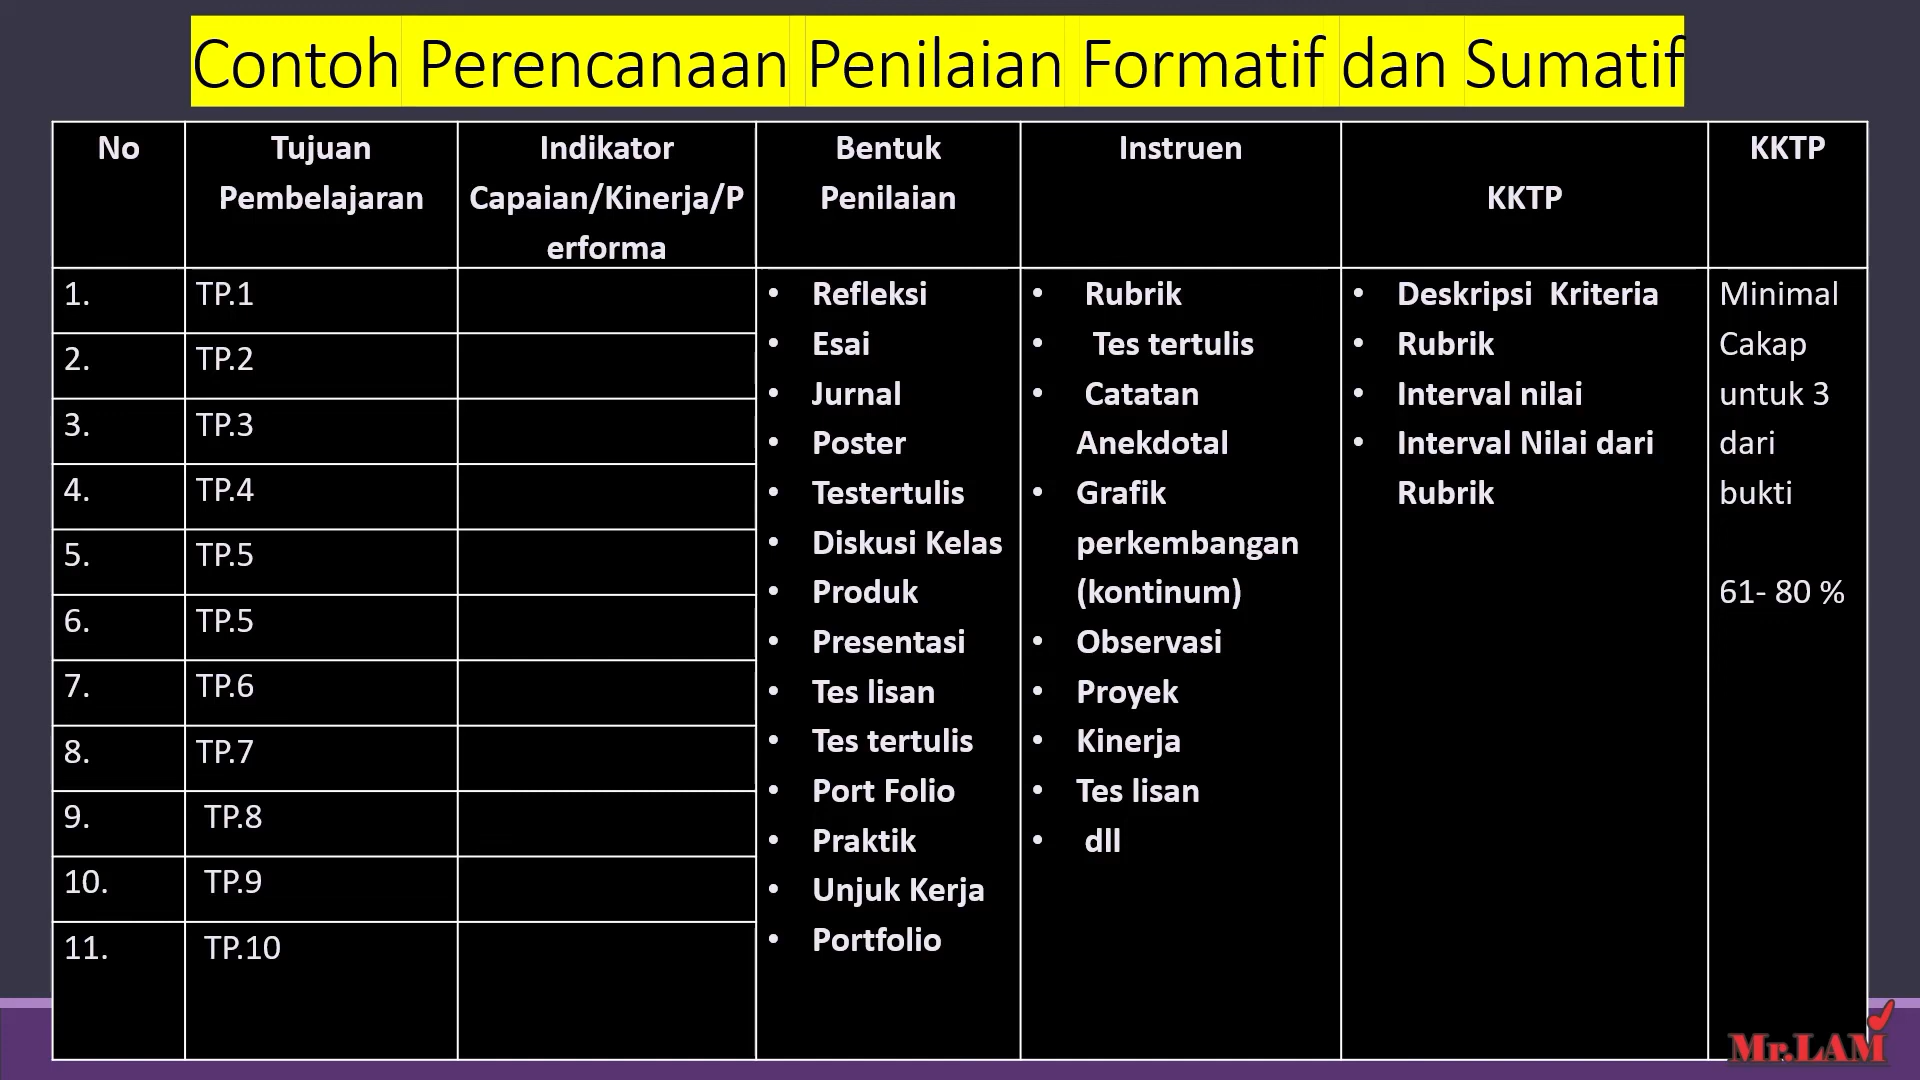 Contoh Perencanaan Penilaian Formatif dan Sumatif
No
Tujuan
Pembelajaran
Indikator
Capaian/Kinerja/P
erforma
Bentuk
Penilaian
Instruen
KKTP
KKTP
1.
TP.1
2.
TP.2
3.
TP.3
4.
TP.4
5.
TP.5
6.
TP.5
7.
TP.6
8.
TP.7
9.
TP.8
10.
TP.9
11.
TP.10
• Refleksi
• Esai
• Jurnal
• Poster
• Testertulis
• Diskusi Kelas
• Produk
• Presentasi
• Tes lisan
• Tes tertulis
• Port Folio
• Praktik
• Unjuk Kerja
• Portfolio
• Rubrik
• Tes tertulis
• Catatan
Anekdotal
• Grafik
perkembangan
(kontinum)
• Observasi
• Proyek
• Kinerja
• Tes lisan
• dll
• Deskripsi Kriteria
• Rubrik
• Interval nilai
• Interval Nilai dari
Rubrik
Minimal
Cakap
untuk 3
dari
bukti
61- 80 %
Mr.LAM